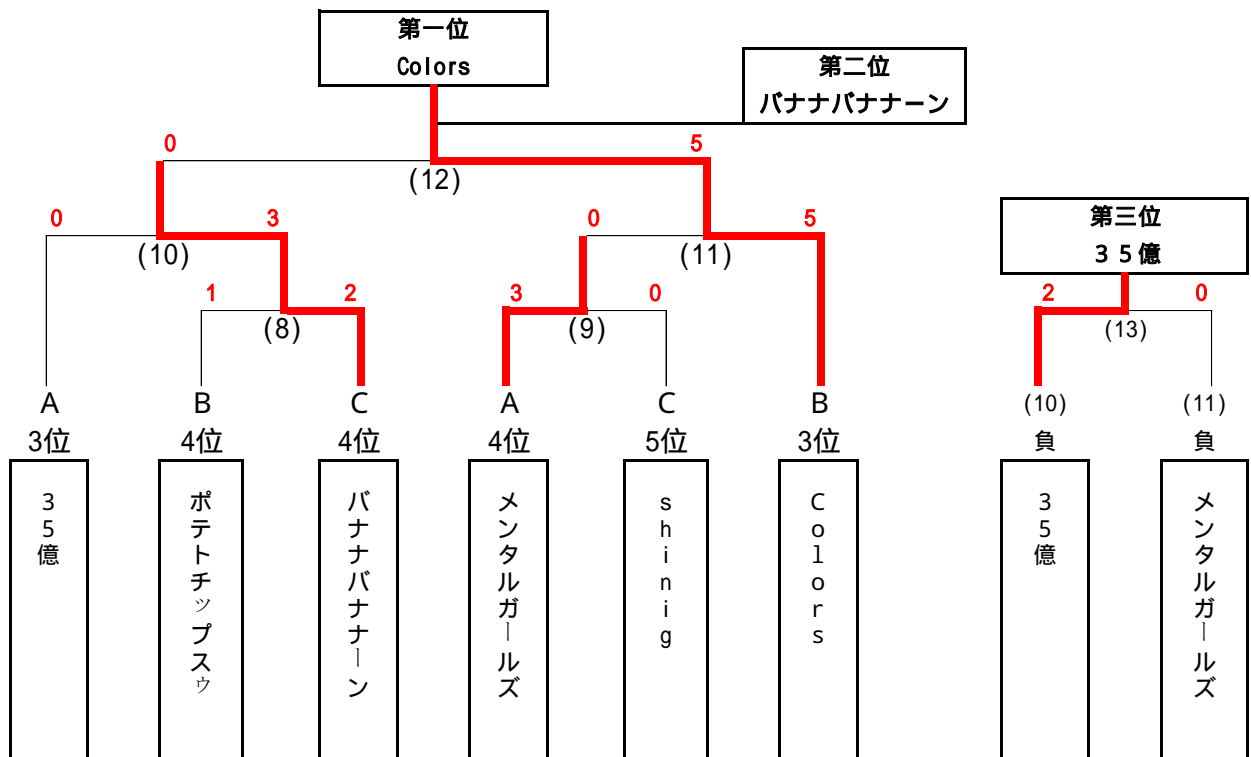 第一位
Colors
第二位
バナナバナナーン
0 5
(12)
0 3 0 5
(10) (11)
第三位
35億
1 2 3 0 2 0
(8) (9) (13)
A B C A C B (10) (11)
3位 4位 4位 4位 5位 3位 負 負
35億
ポテトチップスゥ
バナナバナナーン
メンタルガールズ
shinig
Colors
35億
メンタルガールズ